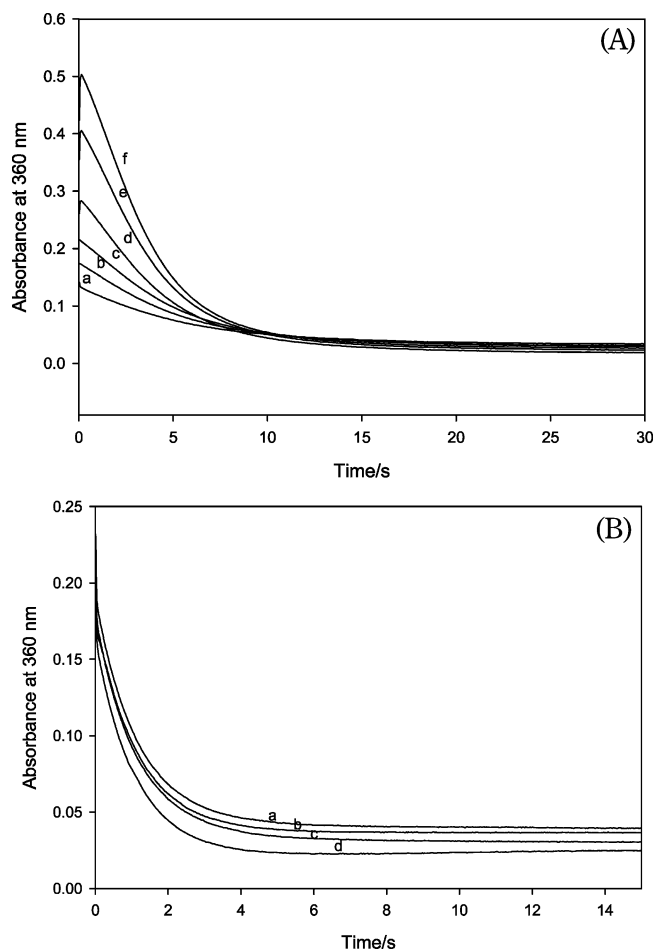 (A)
0.6
0.5
0.4
0.3
0.2
0.1
0.0
Absorbance at 360 nm
f
e
d
c
b
a
0 5 10 15 20 25 30
Time/s
(B)
0.25
0.20
0.15
0.10
0.05
0.00
Absorbance at 360 nm
a
b
c
d
0 2 4 6 8 10 12 14
Time/s